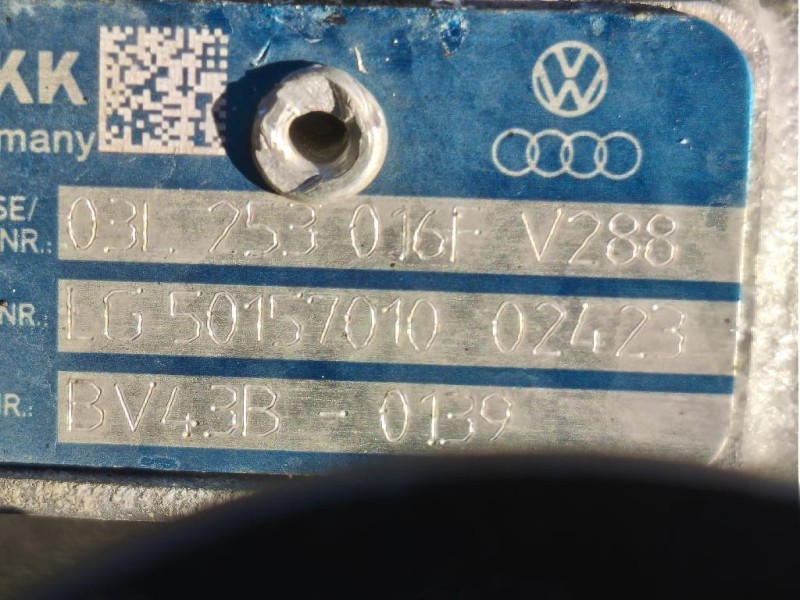 KK
many
SE/
NR.: 03L 253 016F V288
NR.: LG 50157010 02423
NR.: BV43B - 0139